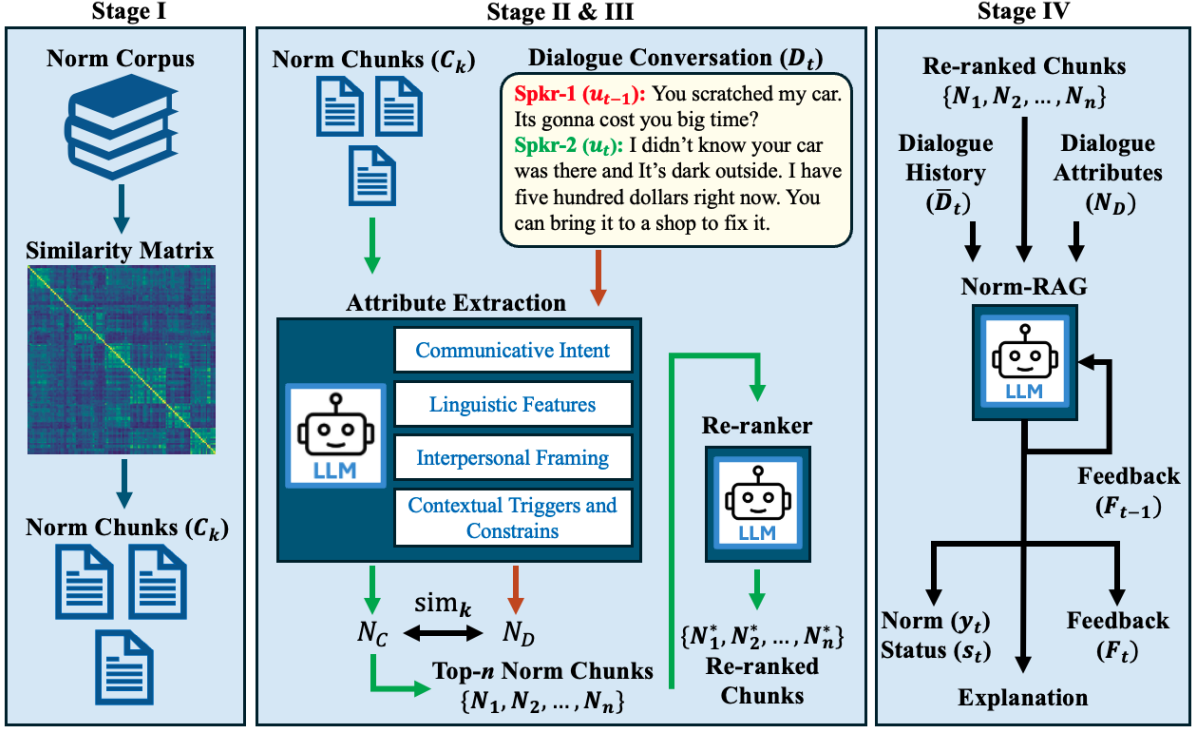 Stage I
Norm Corpus
Similarity Matrix
Norm Chunks (C_k)
Stage II & III
Norm Chunks (C_k)
Dialogue Conversation (D_t)
Spkr-1 (u_{t−1}): You scratched my car.
Its gonna cost you big time?
Spkr-2 (u_t): I didn't know your car
was there and It's dark outside. I have
five hundred dollars right now. You
can bring it to a shop to fix it.
Attribute Extraction
LLM
Communicative Intent
Linguistic Features
Interpersonal Framing
Contextual Triggers and
Constrains
N_C
sim_k
N_D
Top-n Norm Chunks
{N_1, N_2, ..., N_n}
Re-ranker
LLM
{N_1^*, N_2^*, ..., N_n^*}
Re-ranked
Chunks
Stage IV
Re-ranked Chunks
{N_1, N_2, ..., N_n}
Dialogue
History
(D̅_t)
Dialogue
Attributes
(N_D)
Norm-RAG
LLM
Feedback
(F_{t−1})
Norm (y_t)
Status (s_t)
Feedback
(F_t)
Explanation